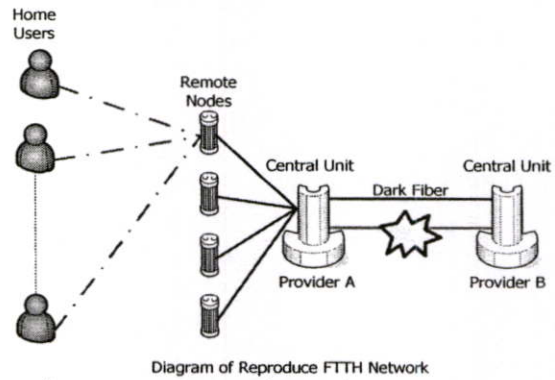 Home
Users
Remote
Nodes
Central Unit
Central Unit
Dark Fiber
Provider A
Provider B
Diagram of Reproduce FTTH Network